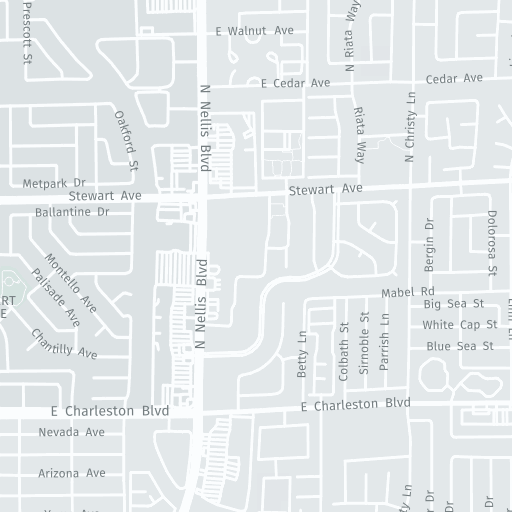 Prescott St
E Walnut Ave
N Riata Way
E Cedar Ave
Cedar Ave
N Nellis Blvd
Oakford St
Riata Way
N Christy Ln
Metpark Dr
Stewart Ave
Stewart Ave
Ballantine Dr
Bergin Dr
Dolorosa St
Montello Ave
Palisade Ave
N Nellis Blvd
Mabel Rd
Big Sea St
White Cap St
Blue Sea St
Chantilly Ave
Betty Ln
Colbath St
Sirnoble St
Parrish Ln
E Charleston Blvd
E Charleston Blvd
Nevada Ave
Arizona Ave